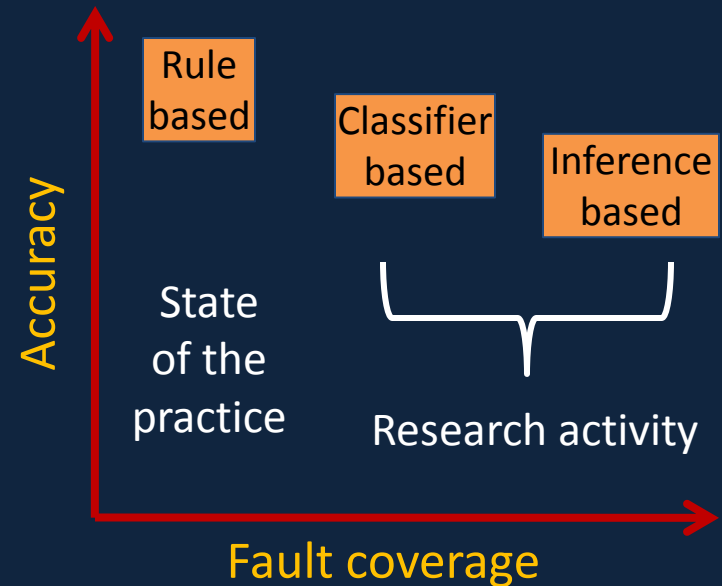 Accuracy
Rule
based
Classifier
based
Inference
based
State
of the
practice
Research activity
Fault coverage